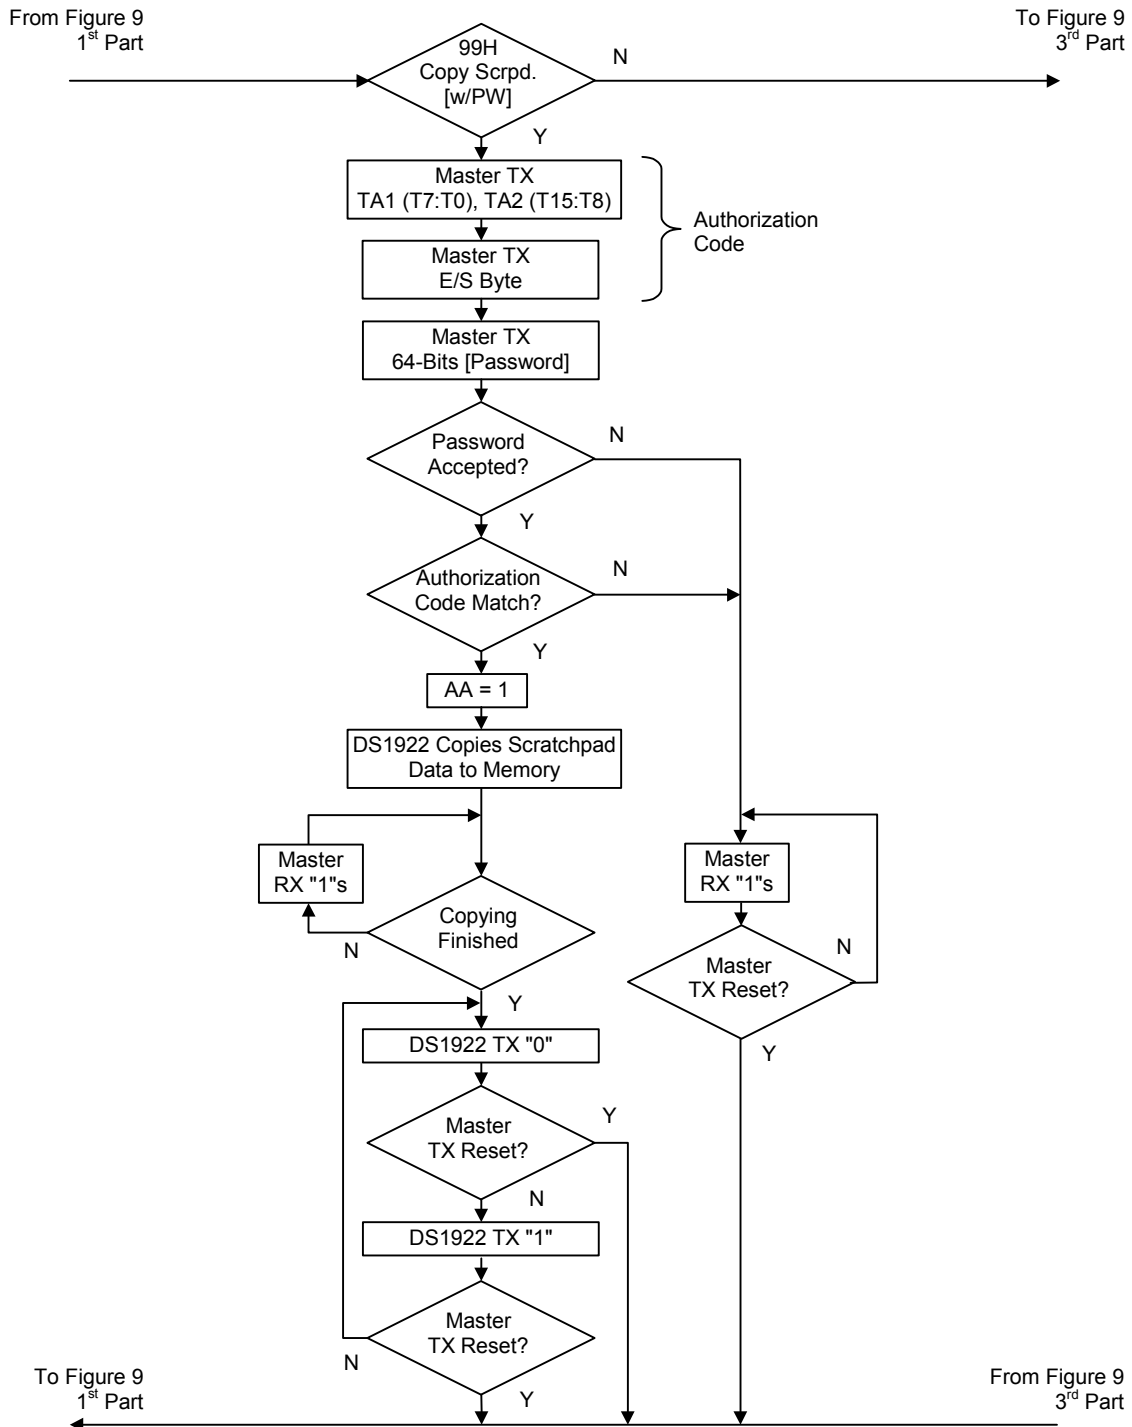 From Figure 9
1st Part
To Figure 9
3rd Part
99H
Copy Scrpd.
[w/PW]
N
Y
Master TX
TA1 (T7:T0), TA2 (T15:T8)
Authorization
Code
Master TX
E/S Byte
Master TX
64-Bits [Password]
Password
Accepted?
N
Y
Authorization
Code Match?
N
Y
AA = 1
DS1922 Copies Scratchpad
Data to Memory
Master
RX "1"s
Master
RX "1"s
Copying
Finished
N
Y
Master
TX Reset?
N
Y
DS1922 TX "0"
Master
TX Reset?
Y
N
DS1922 TX "1"
Master
TX Reset?
N
Y
To Figure 9
1st Part
From Figure 9
3rd Part